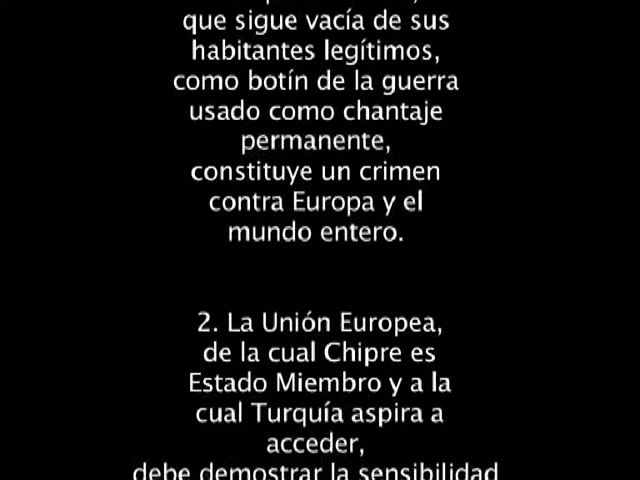 que sigue vacía de sus
habitantes legítimos,
como botín de la guerra
usado como chantaje
permanente,
constituye un crimen
contra Europa y el
mundo entero.
2. La Unión Europea,
de la cual Chipre es
Estado Miembro y a la
cual Turquía aspira a
acceder,
debe demostrar la sensibilidad